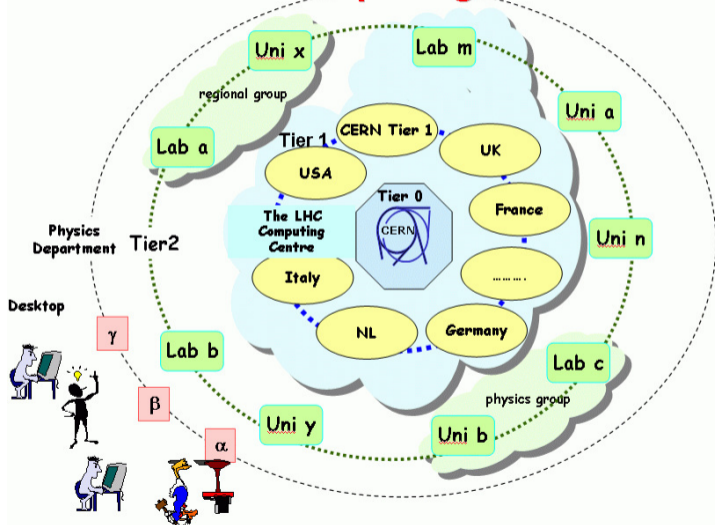 Uni x
Lab m
regional group
Uni a
Lab a
Tier 1
CERN Tier 1
UK
USA
Tier 0
CERN
France
The LHC
Computing
Centre
Uni n
Physics
Department
Tier2
Italy
..........
Desktop
γ
NL
Germany
Lab b
Lab c
physics group
β
Uni y
Uni b
α